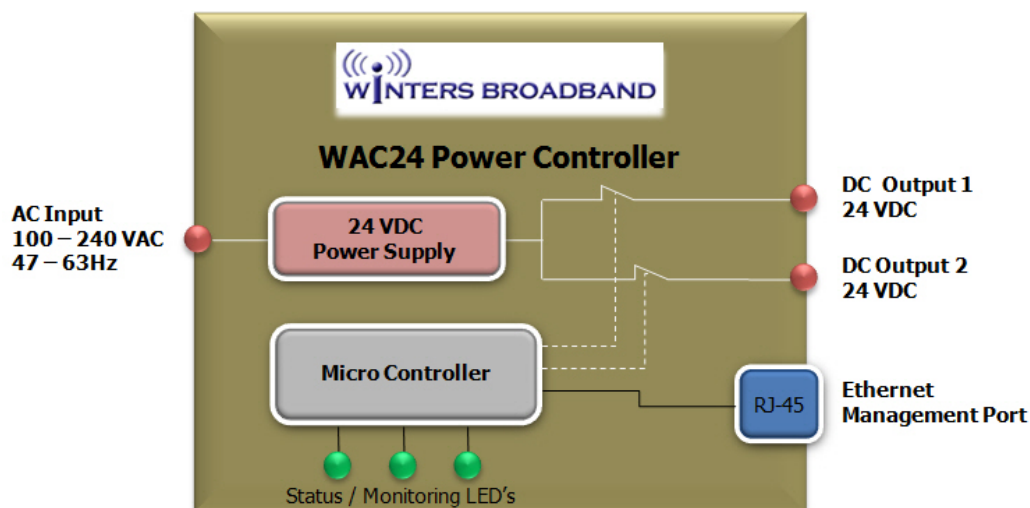 WINTERS BROADBAND
WAC24 Power Controller
AC Input
100 – 240 VAC
47 – 63Hz
24 VDC
Power Supply
DC  Output 1
24 VDC
DC Output 2
24 VDC
Micro Controller
RJ-45
Ethernet
Management Port
Status / Monitoring LED's